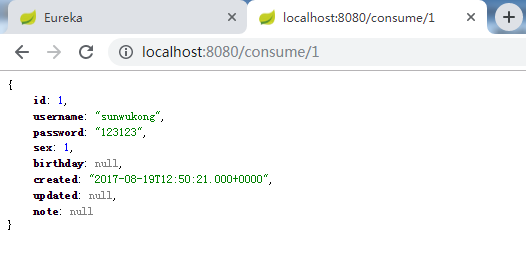 Eureka
localhost:8080/consume/1
localhost:8080/consume/1
{
id: 1,
username: "sunwukong",
password: "123123",
sex: 1,
birthday: null,
created: "2017-08-19T12:50:21.000+0000",
updated: null,
note: null
}